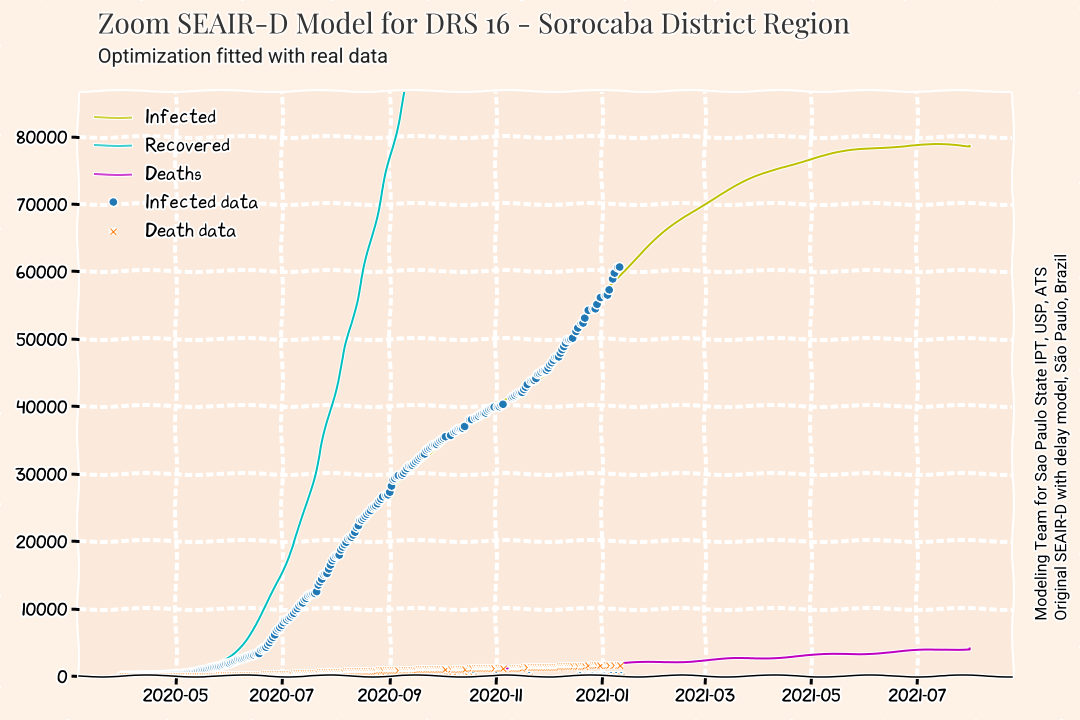 Zoom SEAIR-D Model for DRS 16 - Sorocaba District Region
Optimization fitted with real data
Infected
Recovered
Deaths
Infected data
Death data
80000
70000
60000
50000
40000
30000
20000
10000
0
2020-05
2020-07
2020-09
2020-11
2021-01
2021-03
2021-05
2021-07
Modeling Team for Sao Paulo State IPT, USP, ATS
Original SEAIR-D with delay model, São Paulo, Brazil